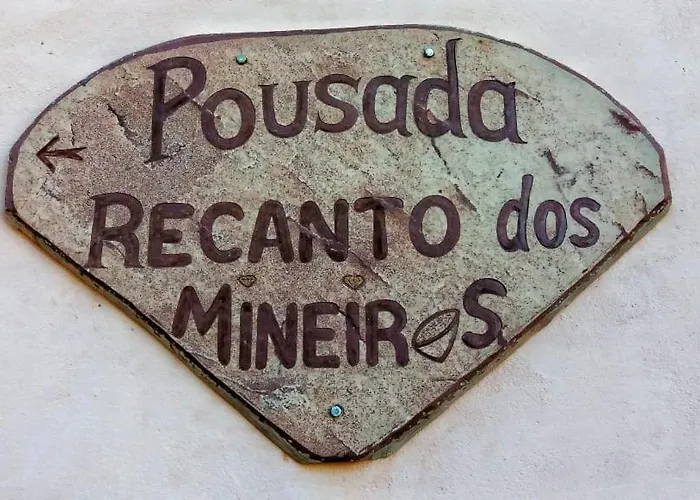 Pousada
RECANTO dos
MINEIROS